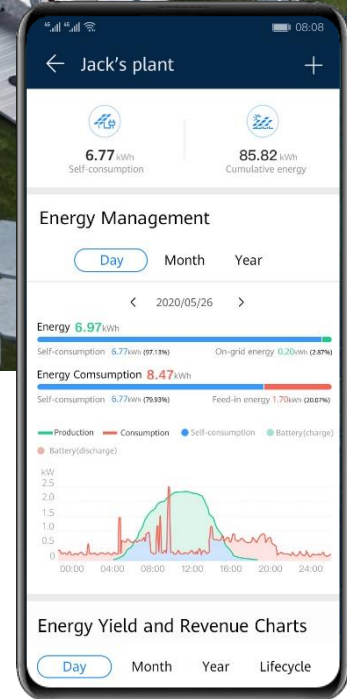 4G 4G 08:08
← Jack's plant +
6.77 kWh 85.82 kWh
Self-consumption Cumulative energy
Energy Management
Day Month Year
< 2020/05/26 >
Energy 6.97kWh
Self-consumption 6.77kWh (97.13%) On-grid energy 0.20kWh (2.87%)
Energy Comsumption 8.47kWh
Self-consumption 6.77kWh (79.93%) Feed-in energy 1.70kWh (20.07%)
Production Consumption Self-consumption Battery(charge)
Battery(discharge)
kW
2.5
2.0
1.5
1.0
0.5
0
00:00 04:00 08:00 12:00 16:00 20:00 24:00
Energy Yield and Revenue Charts
Day Month Year Lifecycle